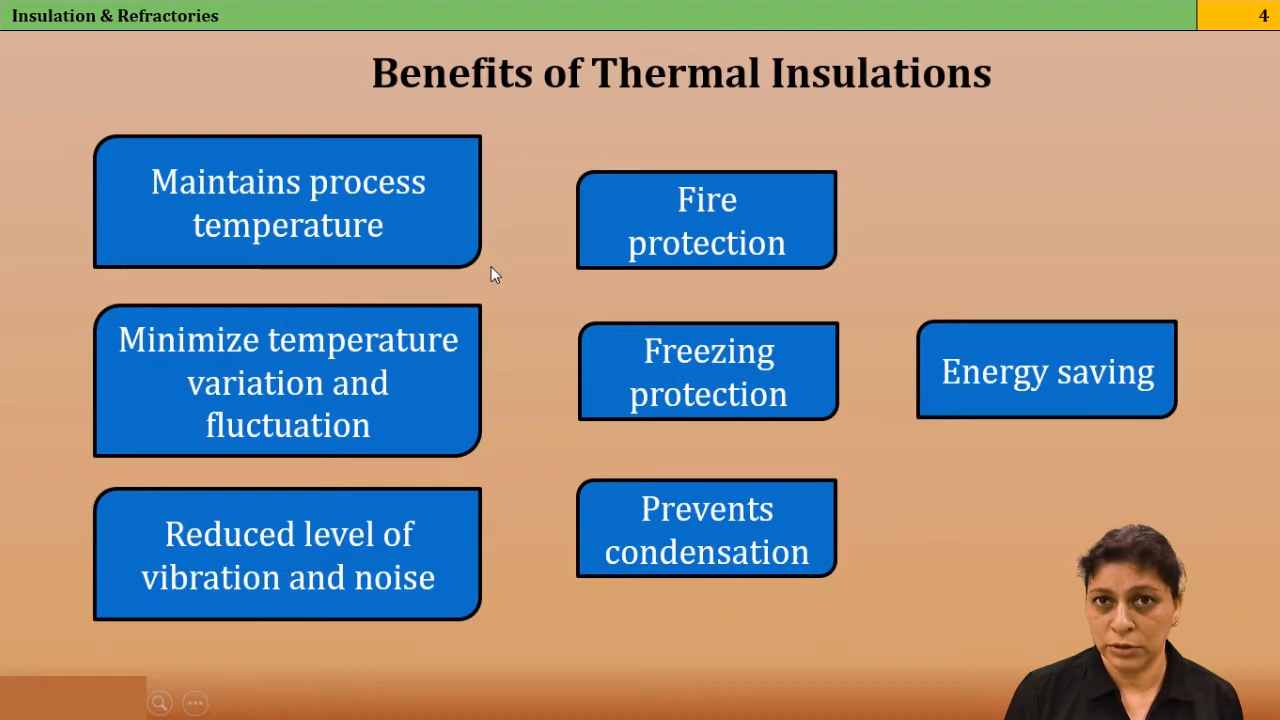 Insulation & Refractories
4
Benefits of Thermal Insulations
Maintains process
temperature
Minimize temperature
variation and
fluctuation
Reduced level of
vibration and noise
Fire
protection
Freezing
protection
Prevents
condensation
Energy saving